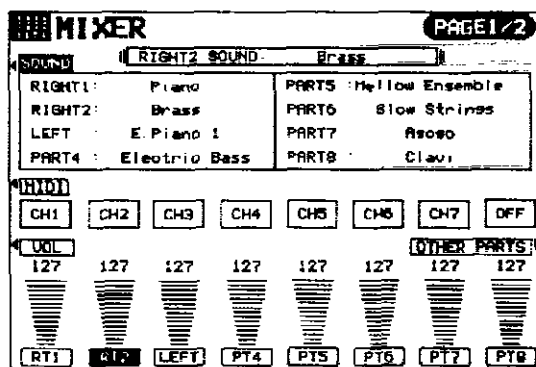 MIXER PAGE1/2
RIGHT2 SOUND: Brass
SOUND
RIGHT1: Piano PART5 :Mellow Ensemble
RIGHT2: Brass PART6 Slow Strings
LEFT E.Piano 1 PART7
PART4 : Electric Bass PART8 : Clavi
MIDI
CH1 CH2 CH3 CH4 CH5 CH6 CH7 OFF
VOL OTHER PARTS
127 127 127 127 127 127 127 127
RT1 RT2 LEFT PT4 PT5 PT6 PT7 PT8